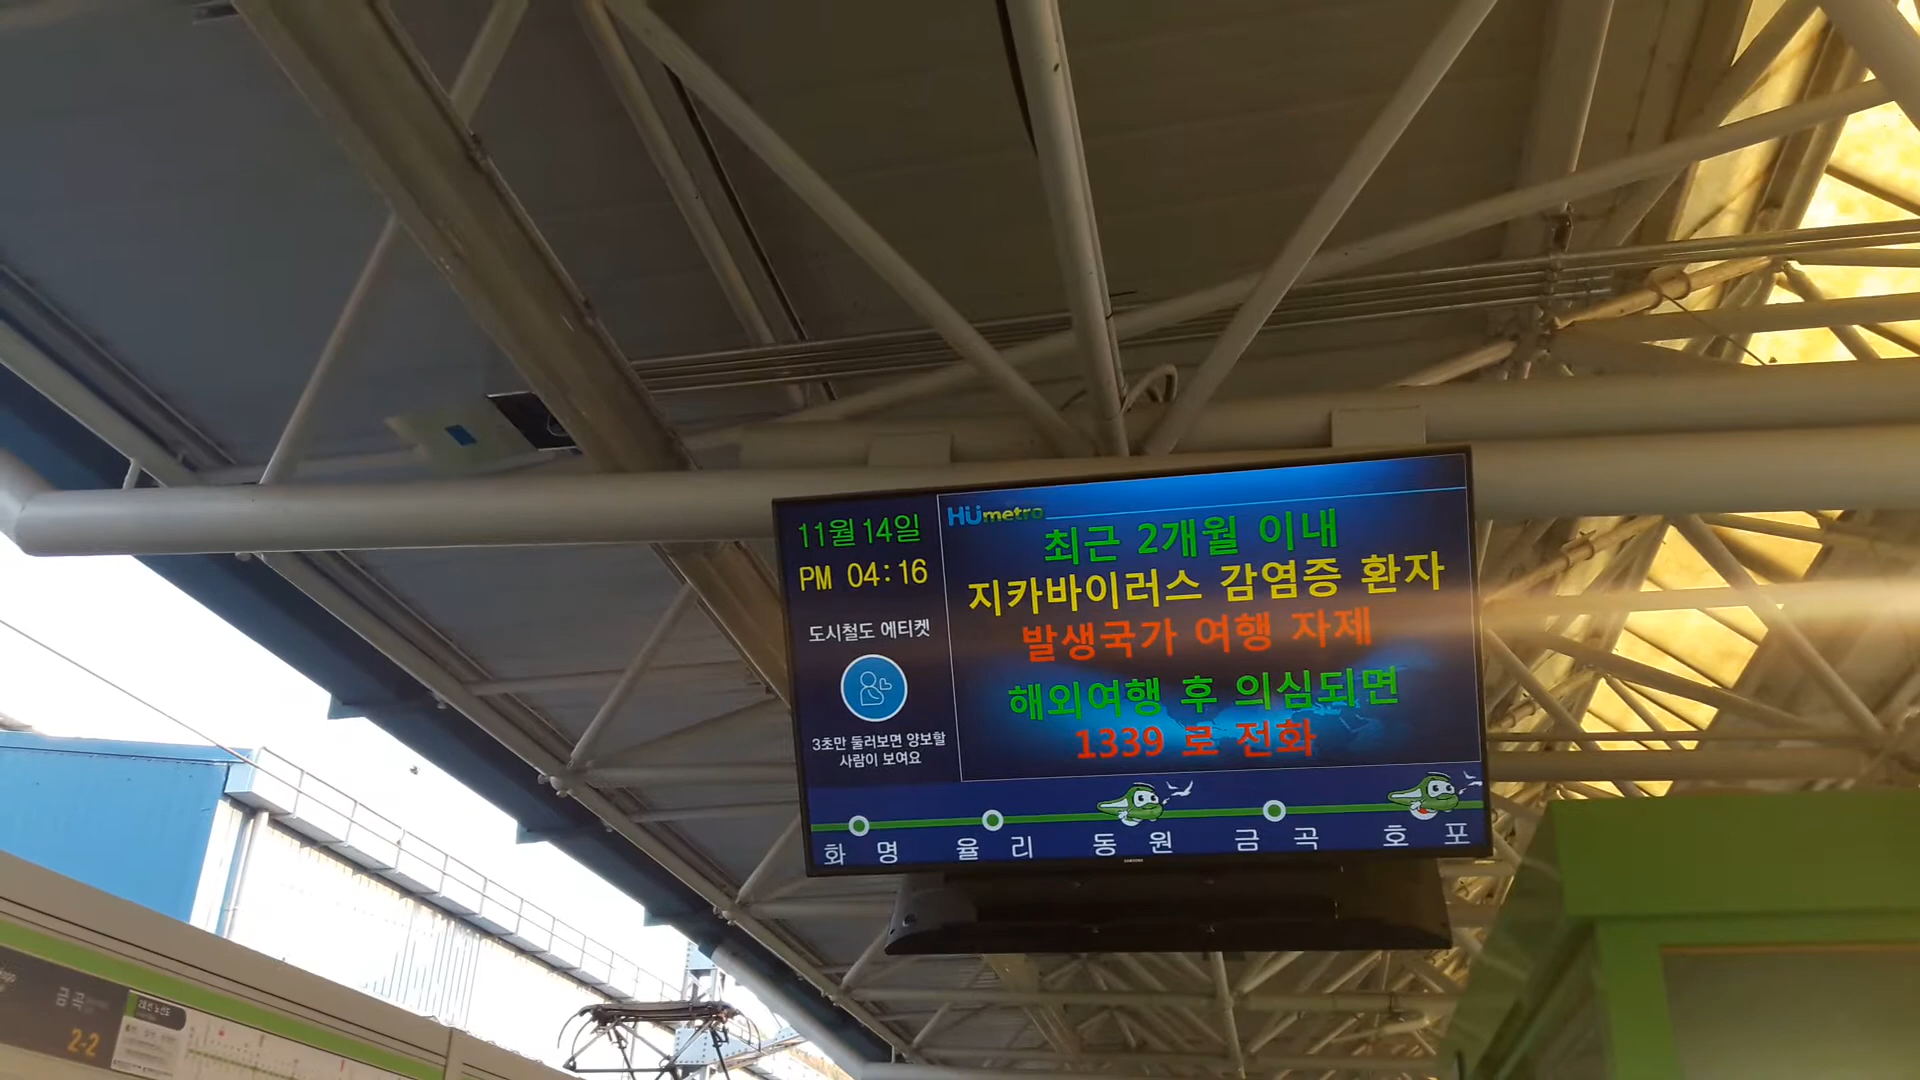 11월 14일
PM 04:16
도시철도 에티켓
3초만 둘러보면 양보할
사람이 보여요
HUmetro
최근 2개월 이내
지카바이러스 감염증 환자
발생국가 여행 자제
해외여행 후 의심되면
1339 로 전화
화 명 율 리 동 원 금 곡 호 포
SAMSUNG
금곡
2-2